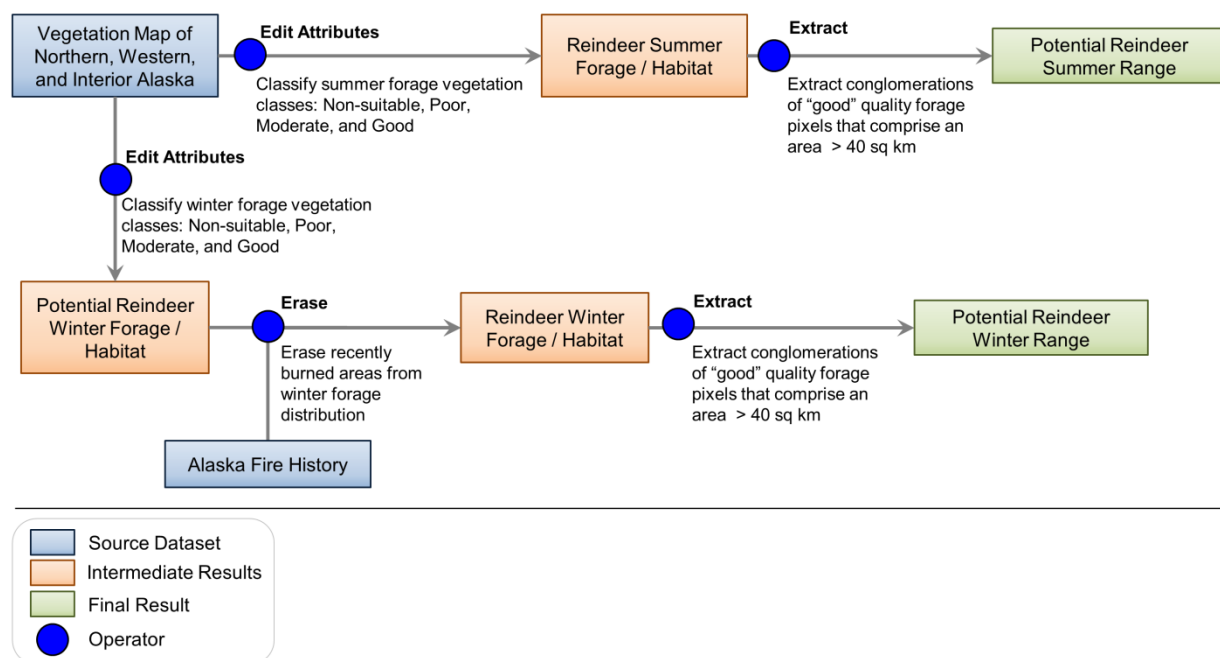 Vegetation Map of
Northern, Western,
and Interior Alaska
Edit Attributes
Classify summer forage vegetation
classes: Non-suitable, Poor,
Moderate, and Good
Reindeer Summer
Forage / Habitat
Extract
Extract conglomerations
of “good” quality forage
pixels that comprise an
area > 40 sq km
Potential Reindeer
Summer Range
Edit Attributes
Classify winter forage vegetation
classes: Non-suitable, Poor,
Moderate, and Good
Potential Reindeer
Winter Forage /
Habitat
Erase
Erase recently
burned areas from
winter forage
distribution
Reindeer Winter
Forage / Habitat
Extract
Extract conglomerations
of “good” quality forage
pixels that comprise an
area > 40 sq km
Potential Reindeer
Winter Range
Alaska Fire History
Source Dataset
Intermediate Results
Final Result
Operator